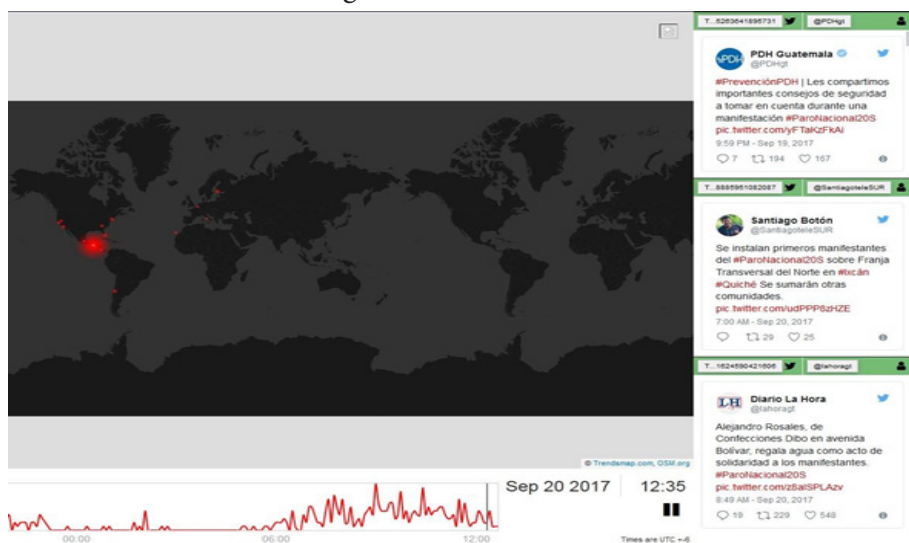 T...5263641895731 @PDHgt
PDH Guatemala
@PDHgt
#PrevenciónPDH | Les compartimos
importantes consejos de seguridad
a tomar en cuenta durante una
manifestación #ParoNacional20S
pic.twitter.com/yFTaKzFkAi
9:59 PM - Sep 19, 2017
7 194 167
T...8885951082087 @SantiagoteleSUR
Santiago Botón
@SantiagoteleSUR
Se instalan primeros manifestantes
del #ParoNacional20S sobre Franja
Transversal del Norte en #Ixcán
#Quiché Se sumarán otras
comunidades.
pic.twitter.com/udPPP6zHZE
7:00 AM - Sep 20, 2017
29 25
T...1624590421606 @lahoragt
LH Diario La Hora
@lahoragt
Alejandro Rosales, de
Confecciones Dibo en avenida
Bolívar, regala agua como acto de
solidaridad a los manifestantes.
#ParoNacional20S
pic.twitter.com/z8alSPLAzv
8:49 AM - Sep 20, 2017
19 229 548
© Trendsmap.com, OSM.org
Sep 20 2017 12:35
00:00 06:00 12:00
Times are UTC +-6